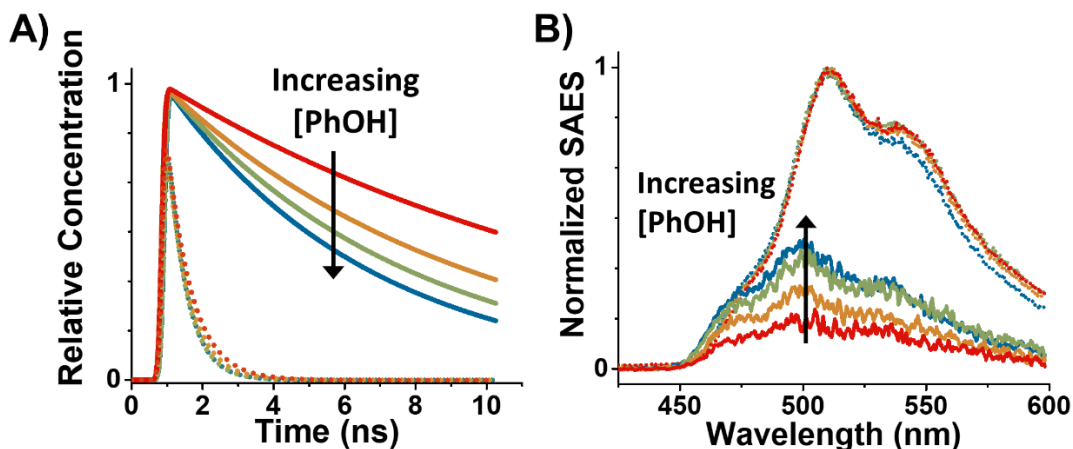 A)
Relative Concentration
1
0
Increasing
[PhOH]
0 2 4 6 8 10
Time (ns)
B)
Normalized SAES
1
0
Increasing
[PhOH]
450 500 550 600
Wavelength (nm)